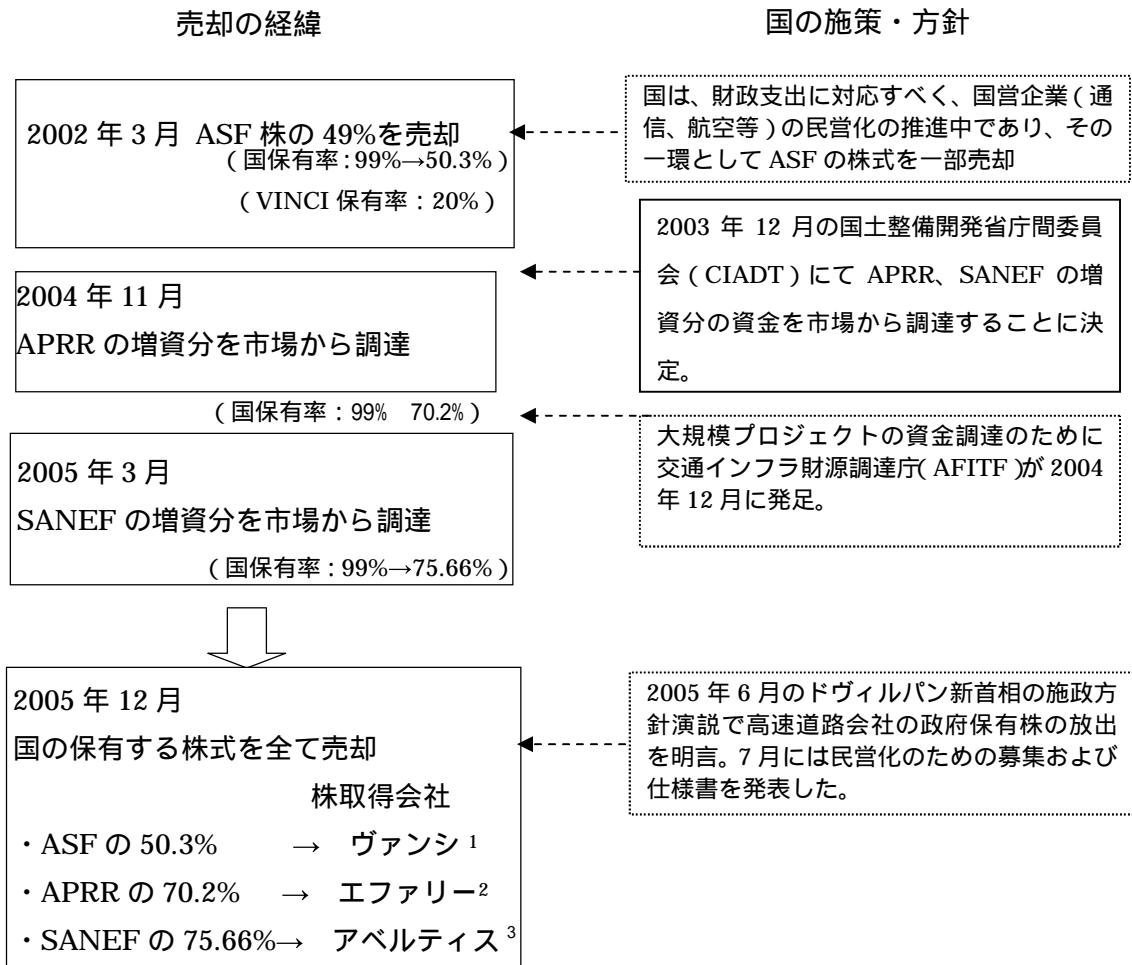 売却の経緯
国の施策・方針
2002 年 3 月 ASF 株の 49%を売却
（国保有率：99%→50.3%）
（VINCI 保有率：20%）
国は、財政支出に対応すべく、国営企業（通
信、航空等）の民営化の推進中であり、その
一環として ASF の株式を一部売却
2003 年 12 月の国土整備開発省庁間委員
会（CIADT）にて APRR、SANEF の増
資分の資金を市場から調達することに決
定。
2004 年 11 月
APRR の増資分を市場から調達
（国保有率：99% 70.2%）
大規模プロジェクトの資金調達のために
交通インフラ財源調達庁（AFITF）が 2004
年 12 月に発足。
2005 年 3 月
SANEF の増資分を市場から調達
（国保有率：99%→75.66%）
2005 年 12 月
国の保有する株式を全て売却
株取得会社
・ASF の 50.3% → ヴァンシ 1
・APRR の 70.2% → エファリー2
・SANEF の 75.66%→ アベルティス 3
2005 年 6 月のドヴィルパン新首相の施政方
針演説で高速道路会社の政府保有株の放出
を明言。7 月には民営化のための募集および
仕様書を発表した。